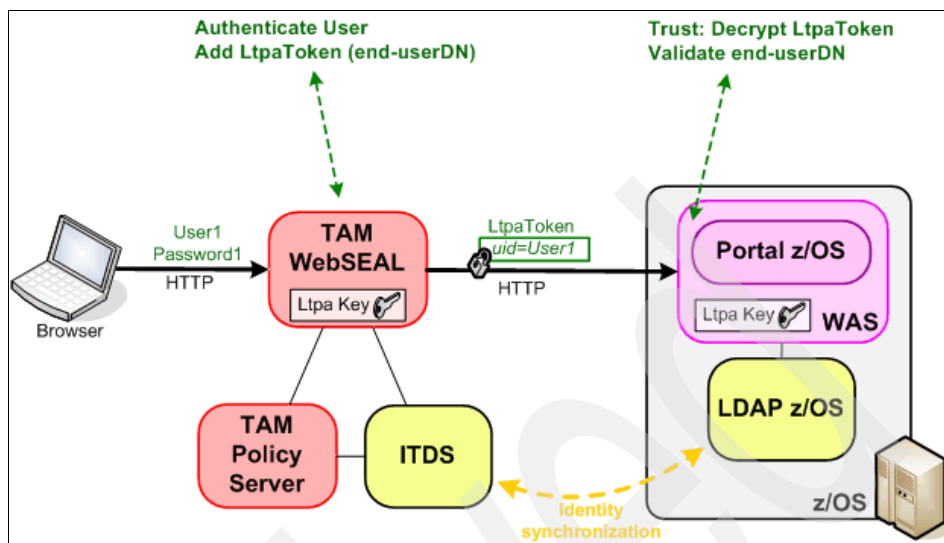 Authenticate User
Add LtpaToken (end-userDN)
Trust: Decrypt LtpaToken
Validate end-userDN
User1
Password1
HTTP
Browser
TAM
WebSEAL
Ltpa Key
LtpaToken
uid=User1
HTTP
Portal z/OS
Ltpa Key
WAS
LDAP z/OS
TAM
Policy
Server
ITDS
Identity
synchronization
z/OS